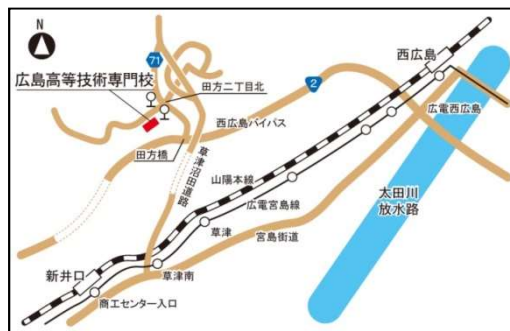 N
71
広島高等技術専門校
田方二丁目北
2
西広島
西広島バイパス
広電西広島
田方橋
草津沼田道路
山陽本線
広電宮島線
太田川
放水路
草津
宮島街道
新井口
草津南
商工センター入口